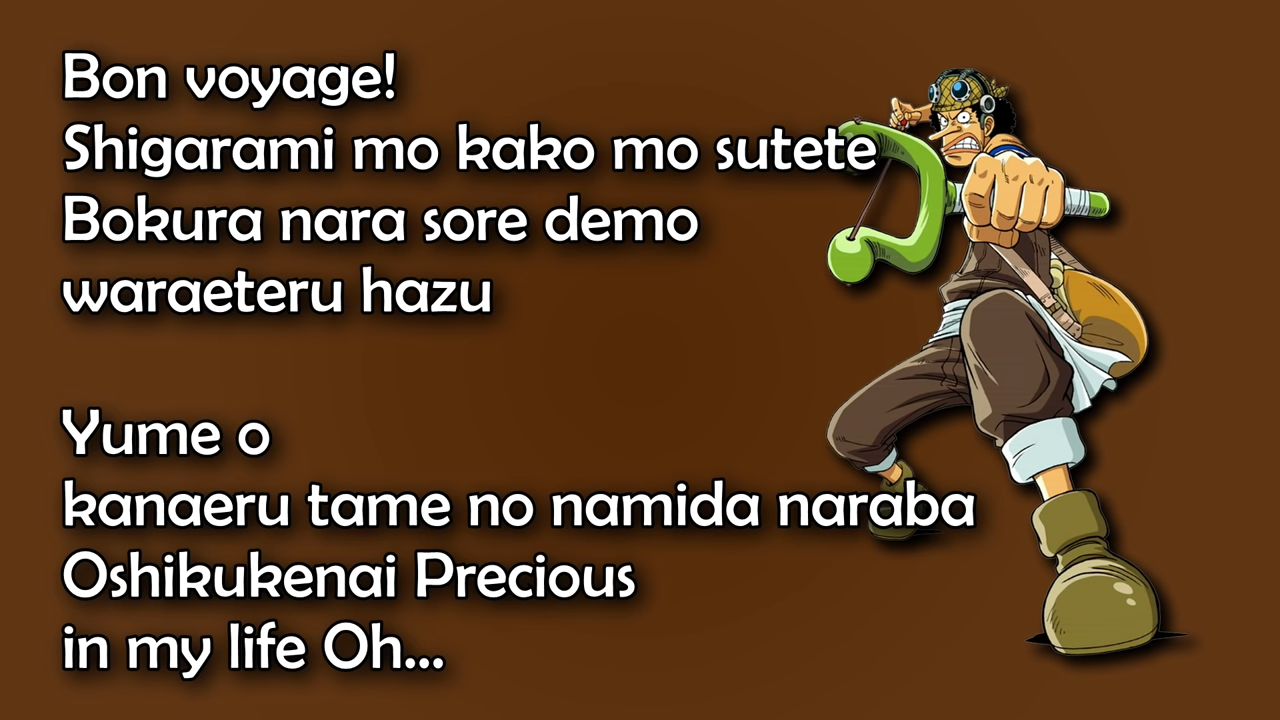 Bon voyage!
Shigarami mo kako mo sutete
Bokura nara sore demo
waraeteru hazu
Yume o
kanaeru tame no namida naraba
Oshikukenai Precious
in my life Oh...